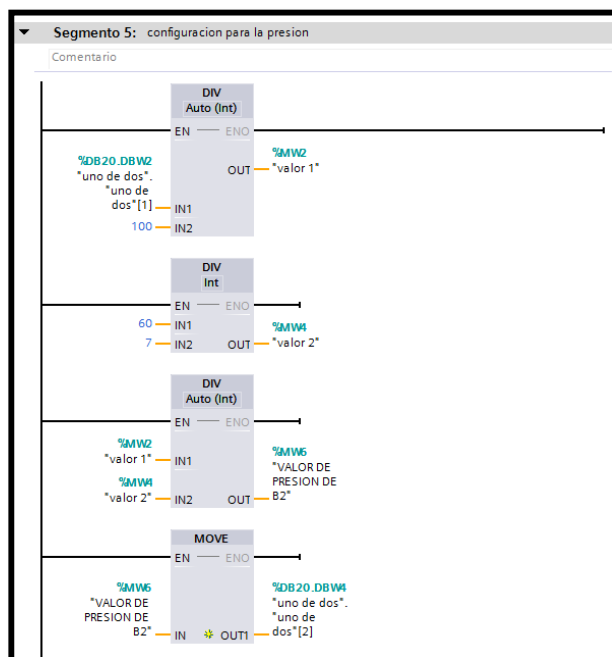 Segmento 5: configuracion para la presion
Comentario
DIV
Auto (Int)
EN ENO
%DB20.DBW2
"uno de dos".
"uno de
dos"[1]
IN1
100
IN2
OUT
%MW2
"valor 1"
DIV
Int
EN ENO
60
IN1
7
IN2
OUT
%MW4
"valor 2"
DIV
Auto (Int)
EN ENO
%MW2
"valor 1"
IN1
%MW4
"valor 2"
IN2
OUT
%MW6
"VALOR DE
PRESION DE
B2"
MOVE
EN ENO
%MW6
"VALOR DE
PRESION DE
B2"
IN
OUT1
%DB20.DBW4
"uno de dos".
"uno de
dos"[2]